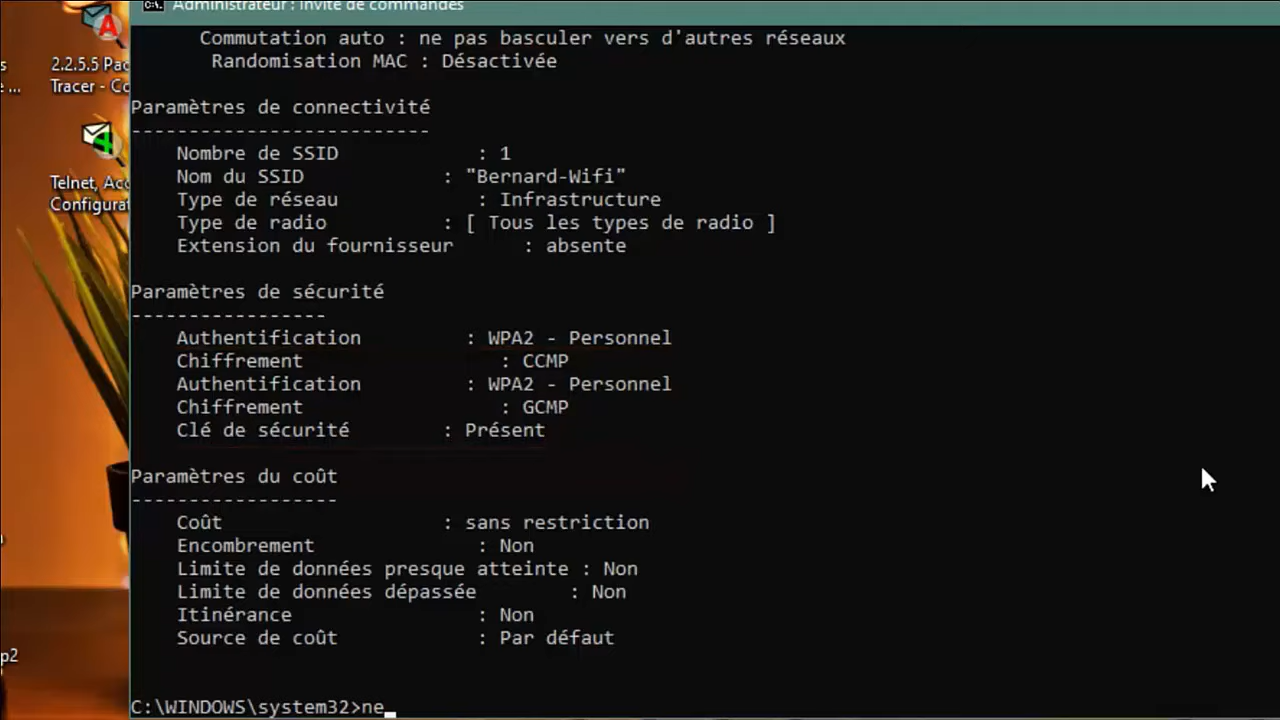 Administrateur : Invite de commandes
2.2.5.5 Pac
Tracer - Co
Telnet, Acc
Configurat
p2
Commutation auto : ne pas basculer vers d'autres réseaux
Randomisation MAC : Désactivée
Paramètres de connectivité
--------------------------
Nombre de SSID : 1
Nom du SSID : "Bernard-Wifi"
Type de réseau : Infrastructure
Type de radio : [ Tous les types de radio ]
Extension du fournisseur : absente
Paramètres de sécurité
-----------------
Authentification : WPA2 - Personnel
Chiffrement : CCMP
Authentification : WPA2 - Personnel
Chiffrement : GCMP
Clé de sécurité : Présent
Paramètres du coût
------------------
Coût : sans restriction
Encombrement : Non
Limite de données presque atteinte : Non
Limite de données dépassée : Non
Itinérance : Non
Source de coût : Par défaut
C:\WINDOWS\system32>ne_